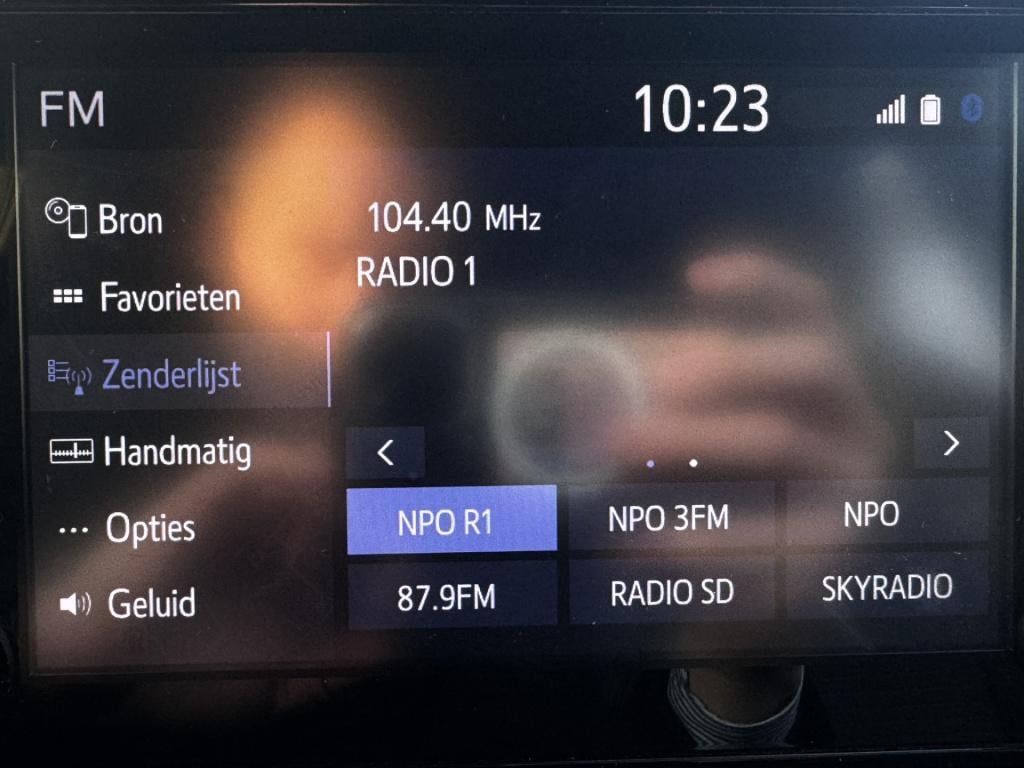 FM
10:23
Bron
Favorieten
Zenderlijst
Handmatig
Opties
Geluid
104.40 MHz
RADIO 1
NPO R1
NPO 3FM
NPO
87.9FM
RADIO SD
SKYRADIO